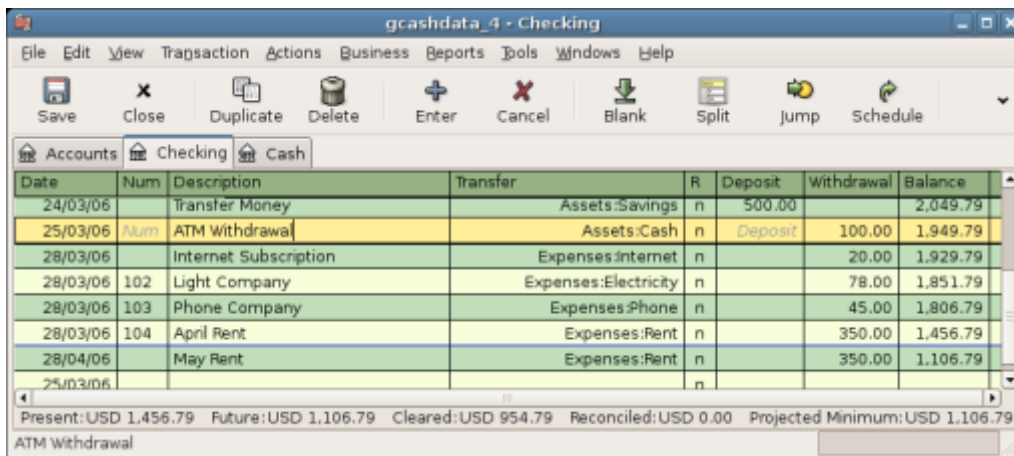 gcashdata_4 - Checking
File Edit View Transaction Actions Business Reports Tools Windows Help
Save Close Duplicate Delete Enter Cancel Blank Split Jump Schedule
Accounts Checking Cash
Date Num Description Transfer R Deposit Withdrawal Balance
24/03/06 Transfer Money Assets:Savings n 500.00 2,049.79
25/03/06 Num ATM Withdrawal Assets:Cash n Deposit 100.00 1,949.79
28/03/06 Internet Subscription Expenses:Internet n 20.00 1,929.79
28/03/06 102 Light Company Expenses:Electricity n 78.00 1,851.79
28/03/06 103 Phone Company Expenses:Phone n 45.00 1,806.79
28/03/06 104 April Rent Expenses:Rent n 350.00 1,456.79
28/04/06 May Rent Expenses:Rent n 350.00 1,106.79
25/03/06 n
Present:USD 1,456.79 Future:USD 1,106.79 Cleared:USD 954.79 Reconciled:USD 0.00 Projected Minimum:USD 1,106.79
ATM Withdrawal